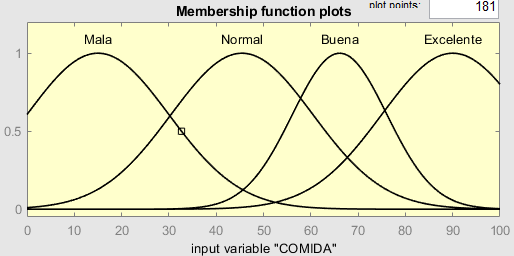 Membership function plots
plot points:
181
Mala Normal Buena Excelente
1
0.5
0
0 10 20 30 40 50 60 70 80 90 100
input variable "COMIDA"